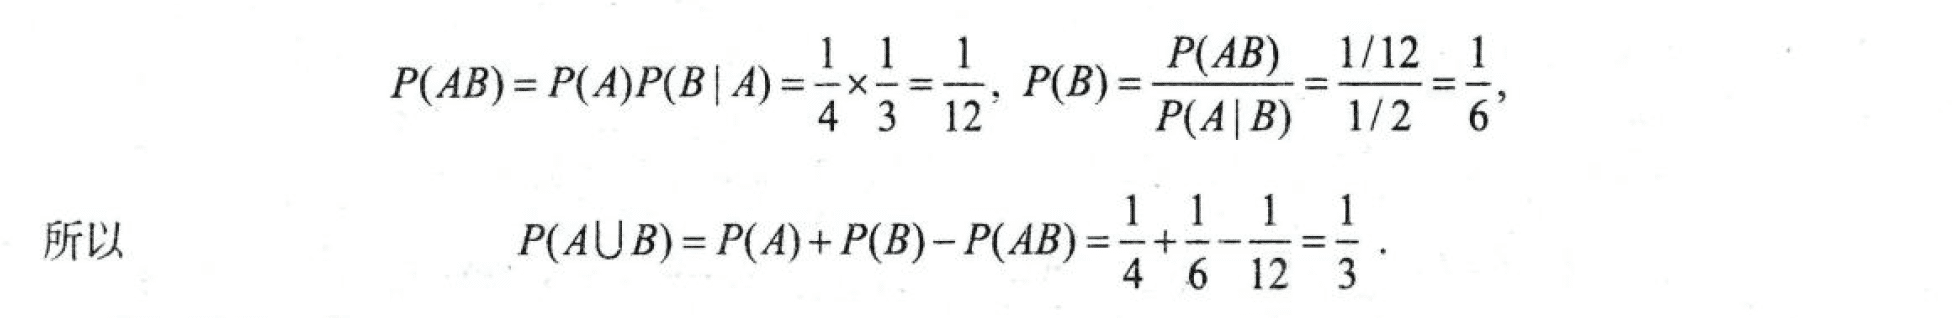 P(AB) = P(A)P(B | A) = 1/4 × 1/3 = 1/12, P(B) = P(AB)/P(A | B) = (1/12)/(1/2) = 1/6,
所以 P(A∪B) = P(A) + P(B) − P(AB) = 1/4 + 1/6 − 1/12 = 1/3 .